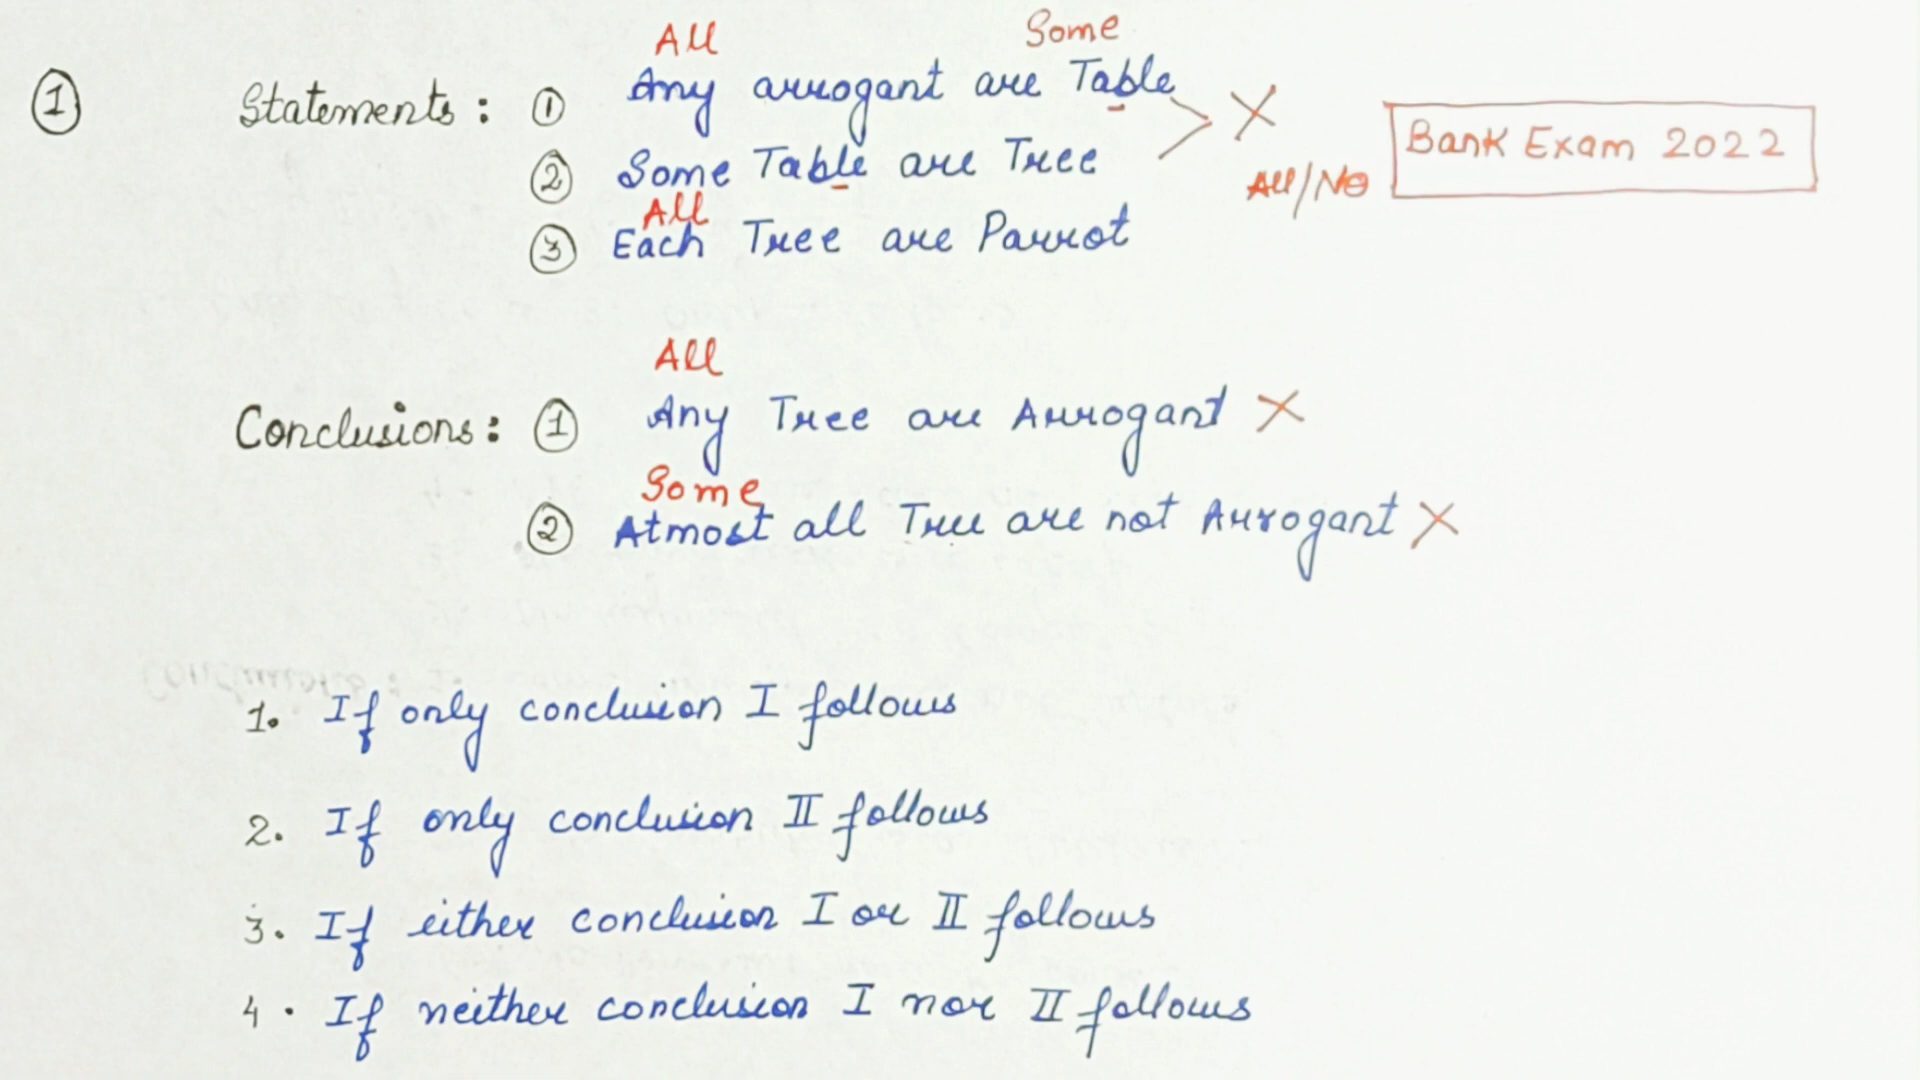 All Some
① Statements : ① Any arrogant are Table
② Some Table are Tree
All/No
Bank Exam 2022
All
③ Each Tree are Parrot
All
Conclusions : ① Any Tree are Arrogant
Some
② Atmost all Tree are not Arrogant
1. If only conclusion I follows
2. If only conclusion II follows
3. If either conclusion I or II follows
4. If neither conclusion I nor II follows